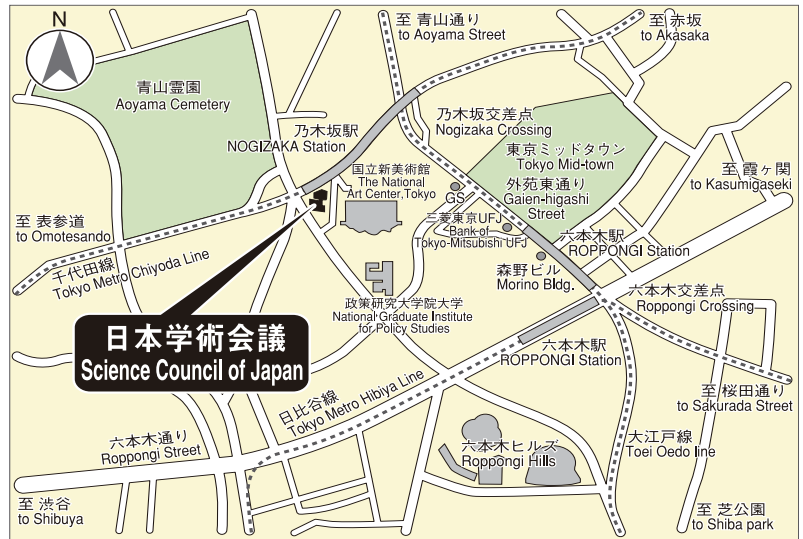 N
至 青山通り
to Aoyama Street
至 赤坂
to Akasaka
青山霊園
Aoyama Cemetery
乃木坂駅
NOGIZAKA Station
乃木坂交差点
Nogizaka Crossing
東京ミッドタウン
Tokyo Mid-town
国立新美術館
The National
Art Center,Tokyo
外苑東通り
Gaien-higashi
Street
至 霞ヶ関
to Kasumigaseki
GS
三菱東京UFJ
Bank of
Tokyo-Mitsubishi UFJ
至 表参道
to Omotesando
六本木駅
ROPPONGI Station
千代田線
Tokyo Metro Chiyoda Line
森野ビル
Morino Bldg.
政策研究大学院大学
National Graduate Institute
for Policy Studies
六本木交差点
Roppongi Crossing
日本学術会議
Science Council of Japan
六本木駅
ROPPONGI Station
日比谷線
Tokyo Metro Hibiya Line
至 桜田通り
to Sakurada Street
六本木通り
Roppongi Street
六本木ヒルズ
Roppongi Hills
大江戸線
Toei Oedo line
至 渋谷
to Shibuya
至 芝公園
to Shiba park